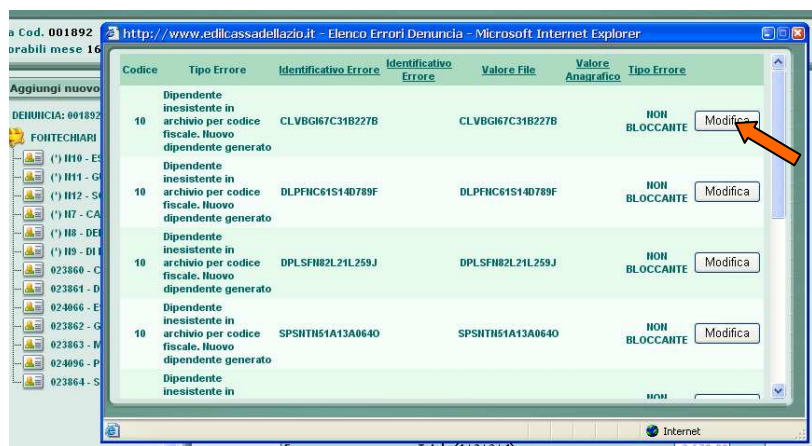 a Cod. 001892
orabili mese 16
http://www.edilcassadellazio.it - Elenco Errori Denuncia - Microsoft Internet Explorer
Aggiungi nuovo
DENUNCIA: 001892
FONTECHIARI
(*) N10 - ES
(*) N11 - G
(*) N12 - S
(*) N7 - CA
(*) N8 - DE
(*) N9 - DI
023860 - C
023861 - D
024066 - E
023862 - G
023863 - M
024096 - P
023864 - S
Codice Tipo Errore Identificativo Errore Identificativo Errore Valore File Valore Anagrafico Tipo Errore
Dipendente
inesistente in
10 archivio per codice CLVBGI67C31B227B CLVBGI67C31B227B NON BLOCCANTE Modifica
fiscale. Nuovo
dipendente generato
Dipendente
inesistente in
10 archivio per codice DLPFNC61S14D789F DLPFNC61S14D789F NON BLOCCANTE Modifica
fiscale. Nuovo
dipendente generato
Dipendente
inesistente in
10 archivio per codice DPLSFN82L21L259J DPLSFN82L21L259J NON BLOCCANTE Modifica
fiscale. Nuovo
dipendente generato
Dipendente
inesistente in
10 archivio per codice SPSNTN51A13A064O SPSNTN51A13A064O NON BLOCCANTE Modifica
fiscale. Nuovo
dipendente generato
Dipendente
inesistente in
NON
Internet